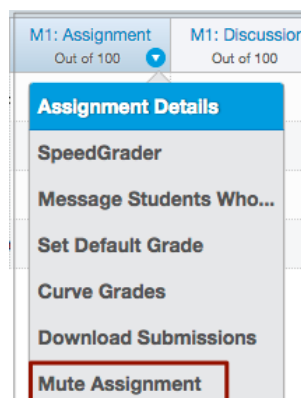 M1: Assignment
Out of 100
M1: Discussion
Out of 100
Assignment Details
SpeedGrader
Message Students Who...
Set Default Grade
Curve Grades
Download Submissions
Mute Assignment